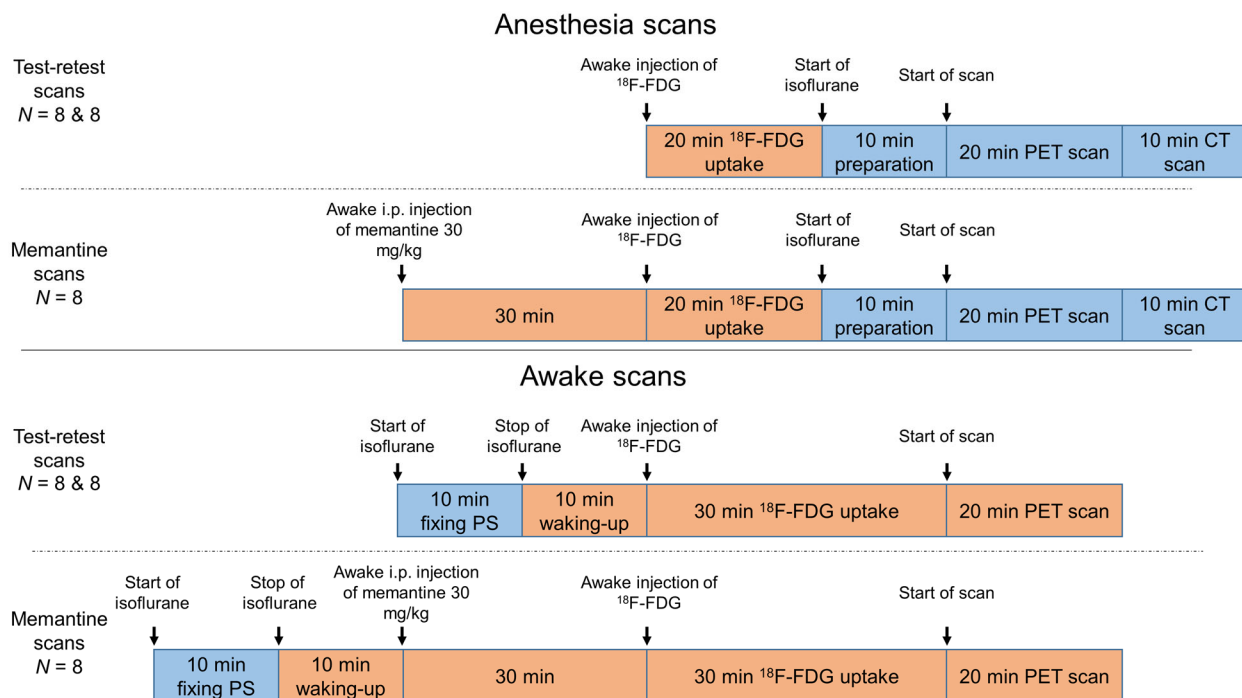 Anesthesia scans
Test-retest
scans
N = 8 & 8
Awake injection of
¹⁸F-FDG
Start of
isoflurane
Start of scan
20 min ¹⁸F-FDG
uptake
10 min
preparation
20 min PET scan
10 min CT
scan
Memantine
scans
N = 8
Awake i.p. injection
of memantine 30
mg/kg
Awake injection of
¹⁸F-FDG
Start of
isoflurane
Start of scan
30 min
20 min ¹⁸F-FDG
uptake
10 min
preparation
20 min PET scan
10 min CT
scan
Awake scans
Test-retest
scans
N = 8 & 8
Start of
isoflurane
Stop of
isoflurane
Awake injection of
¹⁸F-FDG
Start of scan
10 min
fixing PS
10 min
waking-up
30 min ¹⁸F-FDG uptake
20 min PET scan
Memantine
scans
N = 8
Start of
isoflurane
Stop of
isoflurane
Awake i.p. injection
of memantine 30
mg/kg
Awake injection of
¹⁸F-FDG
Start of scan
10 min
fixing PS
10 min
waking-up
30 min
30 min ¹⁸F-FDG uptake
20 min PET scan